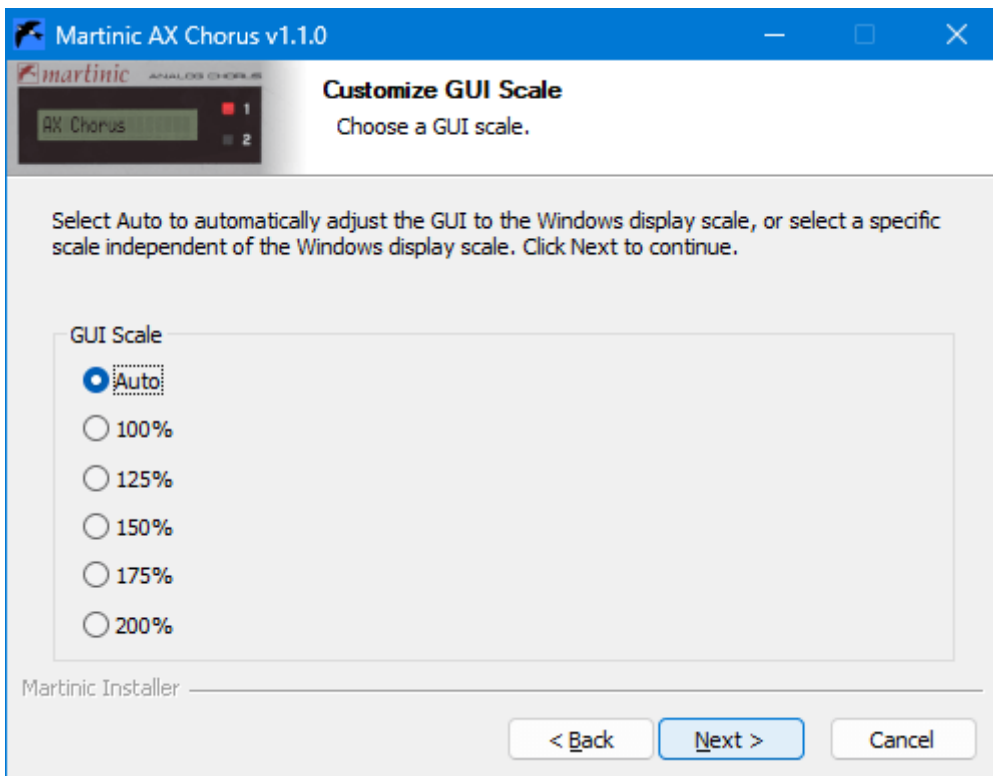 Martinic AX Chorus v1.1.0
martinic ANALOG CHORUS
AX Chorus
1
2
Customize GUI Scale
Choose a GUI scale.
Select Auto to automatically adjust the GUI to the Windows display scale, or select a specific
scale independent of the Windows display scale. Click Next to continue.
GUI Scale
Auto
100%
125%
150%
175%
200%
Martinic Installer
< Back
Next >
Cancel